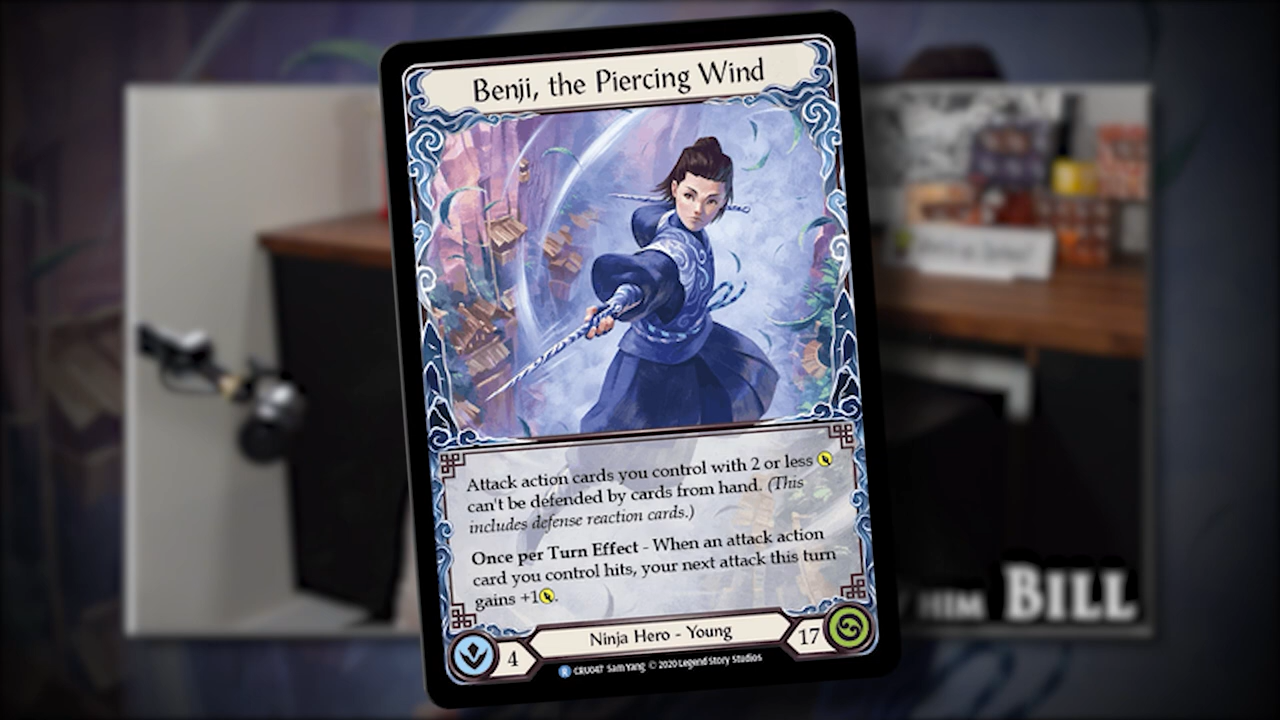 Benji, the Piercing Wind
Attack action cards you control with 2 or less
can't be defended by cards from hand. (This
includes defense reaction cards.)
Once per Turn Effect - When an attack action
card you control hits, your next attack this turn
gains +1.
4
Ninja Hero - Young
17
R CRU047 Sam Yang © 2020 Legend Story Studios
HIM BILL